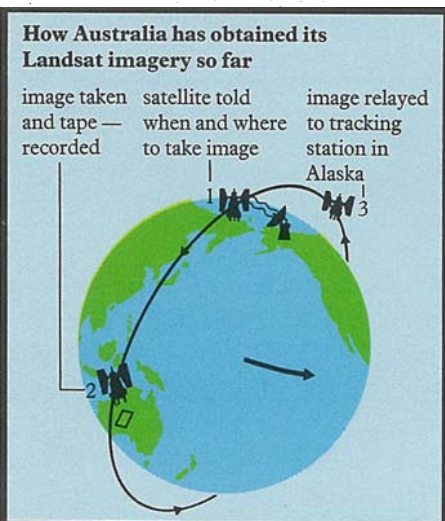 How Australia has obtained its
Landsat imagery so far
image taken
and tape —
recorded
satellite told
when and where
to take image
image relayed
to tracking
station in
Alaska
1
3
2